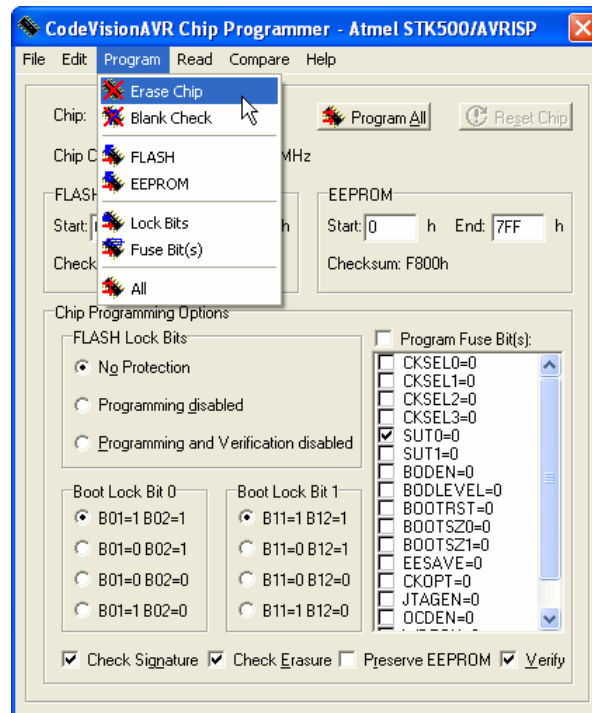 CodeVisionAVR Chip Programmer - Atmel STK500/AVRISP
File Edit Program Read Compare Help
Erase Chip
Blank Check
FLASH
EEPROM
Lock Bits
Fuse Bit(s)
All
Chip: Program All Reset Chip
Chip C MHz
FLASH EEPROM
Start: h Start: 0 h End: 7FF h
Check Checksum: F800h
Chip Programming Options
FLASH Lock Bits
No Protection
Programming disabled
Programming and Verification disabled
Boot Lock Bit 0
B01=1 B02=1
B01=0 B02=1
B01=0 B02=0
B01=1 B02=0
Boot Lock Bit 1
B11=1 B12=1
B11=0 B12=1
B11=0 B12=0
B11=1 B12=0
Program Fuse Bit(s):
CKSEL0=0
CKSEL1=0
CKSEL2=0
CKSEL3=0
SUT0=0
SUT1=0
BODEN=0
BODLEVEL=0
BOOTRST=0
BOOTSZ0=0
BOOTSZ1=0
EESAVE=0
CKOPT=0
JTAGEN=0
OCDEN=0
Check Signature Check Erasure Preserve EEPROM Verify